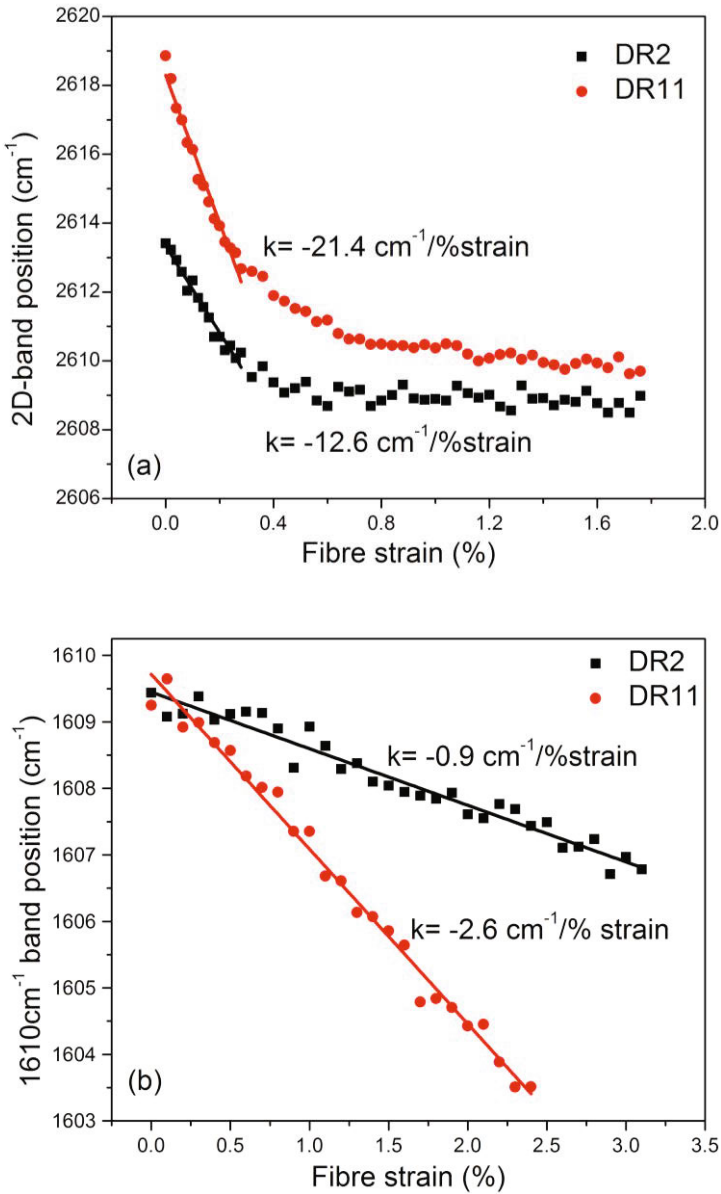 2620
2618
2616
2614
2612
2610
2608
2606
2D-band position (cm⁻¹)
DR2
DR11
k= -21.4 cm⁻¹/%strain
k= -12.6 cm⁻¹/%strain
(a)
0.0 0.4 0.8 1.2 1.6 2.0
Fibre strain (%)
1610
1609
1608
1607
1606
1605
1604
1603
1610cm⁻¹ band position (cm⁻¹)
DR2
DR11
k= -0.9 cm⁻¹/%strain
k= -2.6 cm⁻¹/% strain
(b)
0.0 0.5 1.0 1.5 2.0 2.5 3.0 3.5
Fibre strain (%)